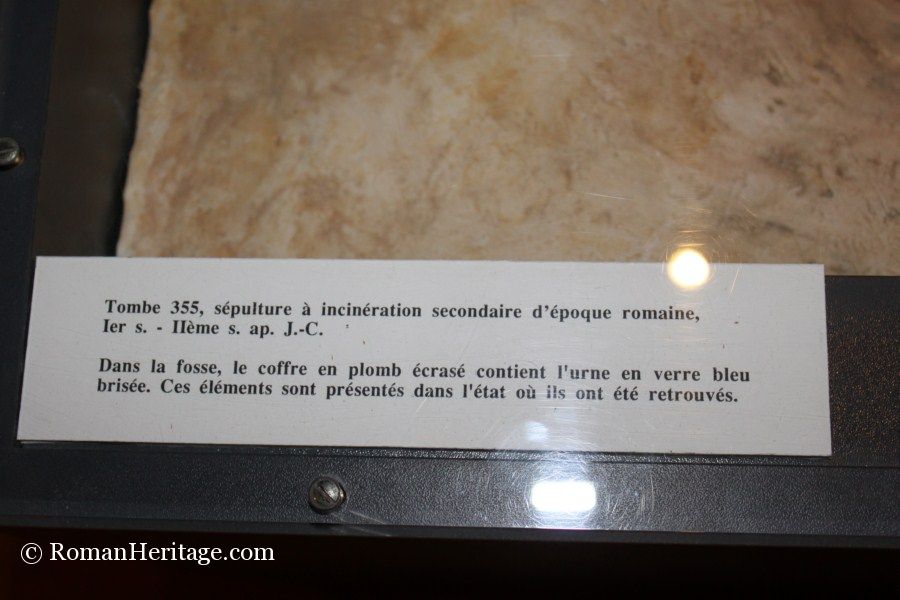 Tombe 355, sépulture à incinération secondaire d'époque romaine,
Ier s. - IIème s. ap. J.-C.
Dans la fosse, le coffre en plomb écrasé contient l'urne en verre bleu
brisée. Ces éléments sont présentés dans l'état où ils ont été retrouvés.
© RomanHeritage.com